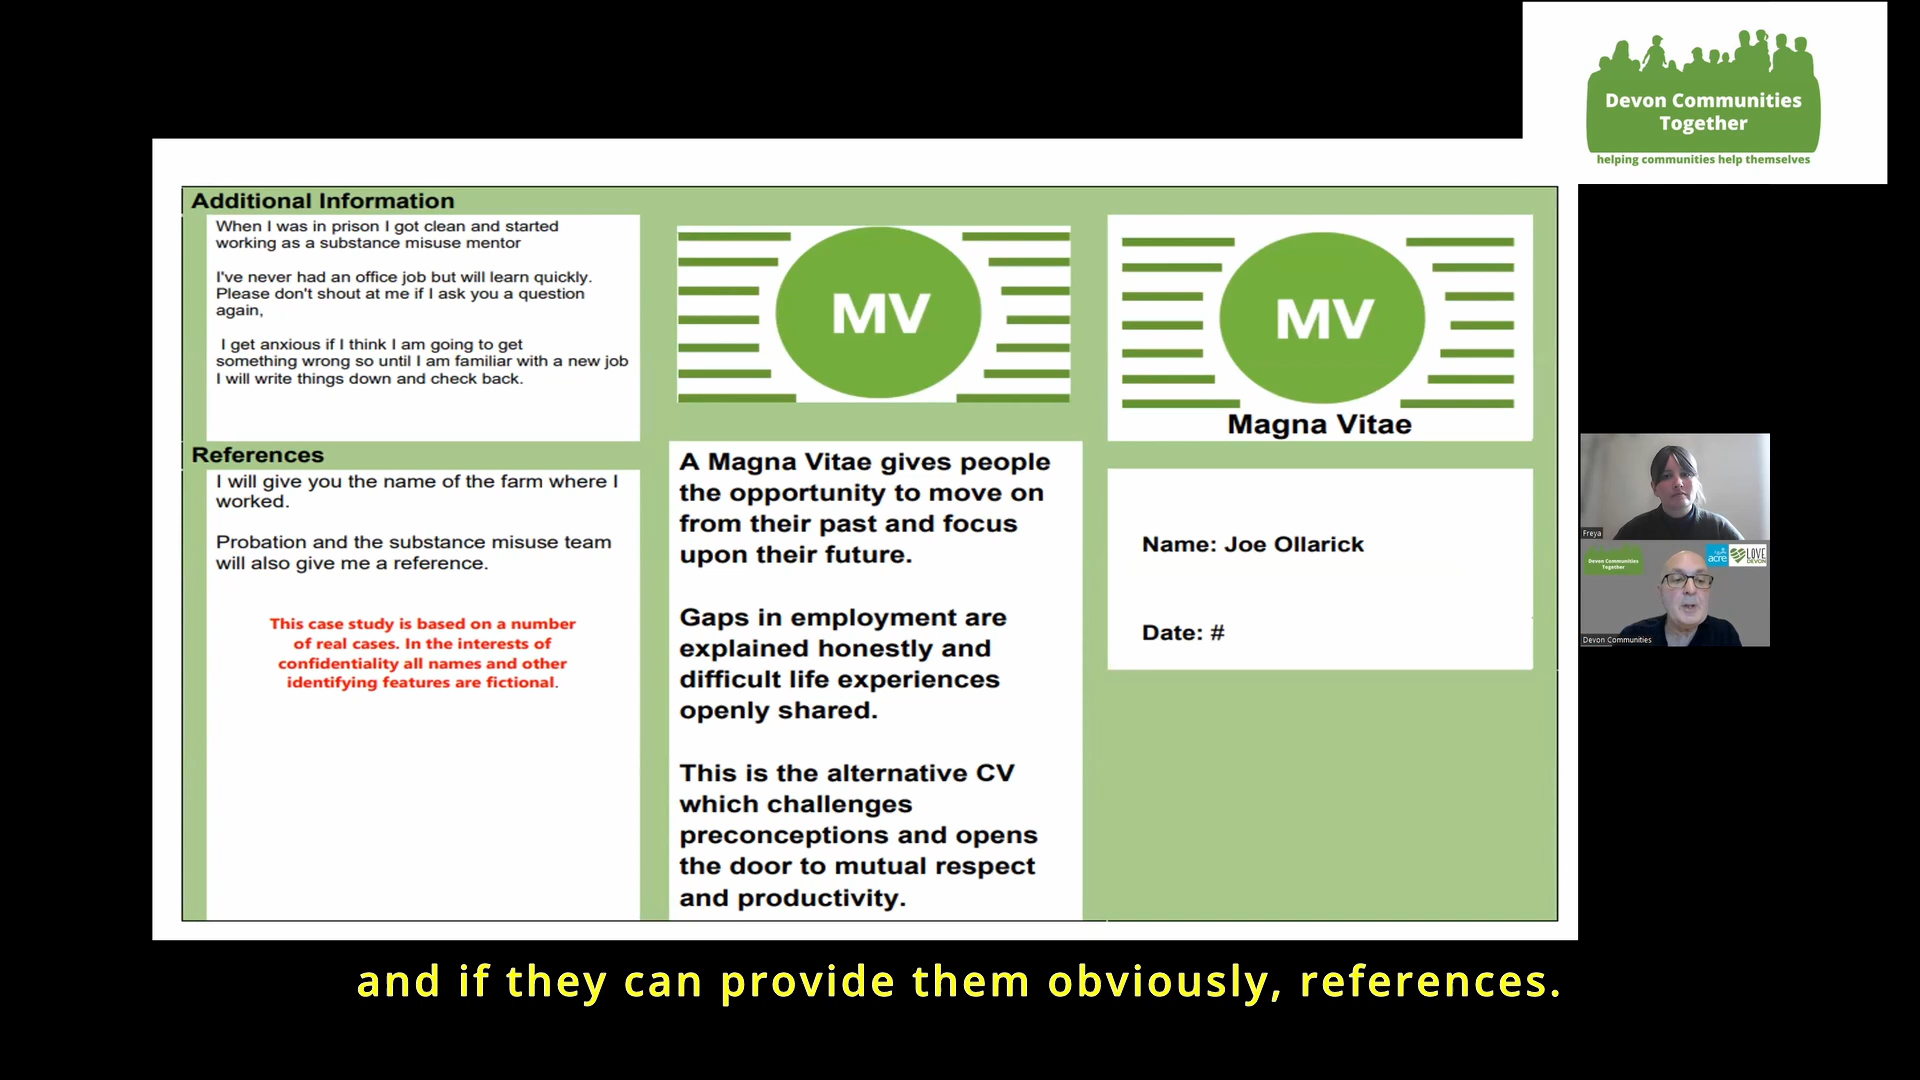 Devon Communities
Together
helping communities help themselves
Additional Information
When I was in prison I got clean and started
working as a substance misuse mentor
I've never had an office job but will learn quickly.
Please don't shout at me if I ask you a question
again,
I get anxious if I think I am going to get
something wrong so until I am familiar with a new job
I will write things down and check back.
References
I will give you the name of the farm where I
worked.
Probation and the substance misuse team
will also give me a reference.
This case study is based on a number
of real cases. In the interests of
confidentiality all names and other
identifying features are fictional.
MV
A Magna Vitae gives people
the opportunity to move on
from their past and focus
upon their future.
Gaps in employment are
explained honestly and
difficult life experiences
openly shared.
This is the alternative CV
which challenges
preconceptions and opens
the door to mutual respect
and productivity.
MV
Magna Vitae
Name: Joe Ollarick
Date: #
Freya
Devon Communities
Together
acre
LOVE
DEVON
Devon Communities
and if they can provide them obviously, references.